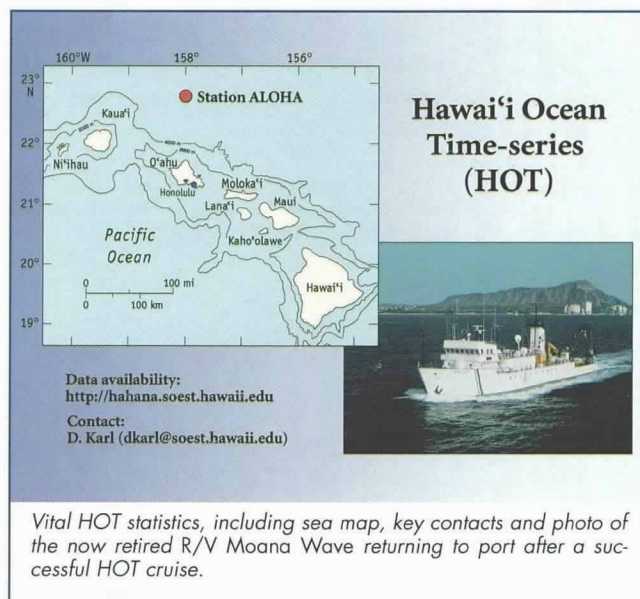 160°W
158°
156°
23°
N
Station ALOHA
Kaua‘i
22°
Ni‘ihau
O‘ahu
Honolulu
Moloka‘i
21°
Lana‘i
Maui
Kaho‘olawe
Pacific
Ocean
20°
0 100 mi
0 100 km
Hawai‘i
19°
Hawai‘i Ocean
Time-series
(HOT)
Data availability:
http://hahana.soest.hawaii.edu
Contact:
D. Karl (dkarl@soest.hawaii.edu)
Vital HOT statistics, including sea map, key contacts and photo of
the now retired R/V Moana Wave returning to port after a suc-
cessful HOT cruise.